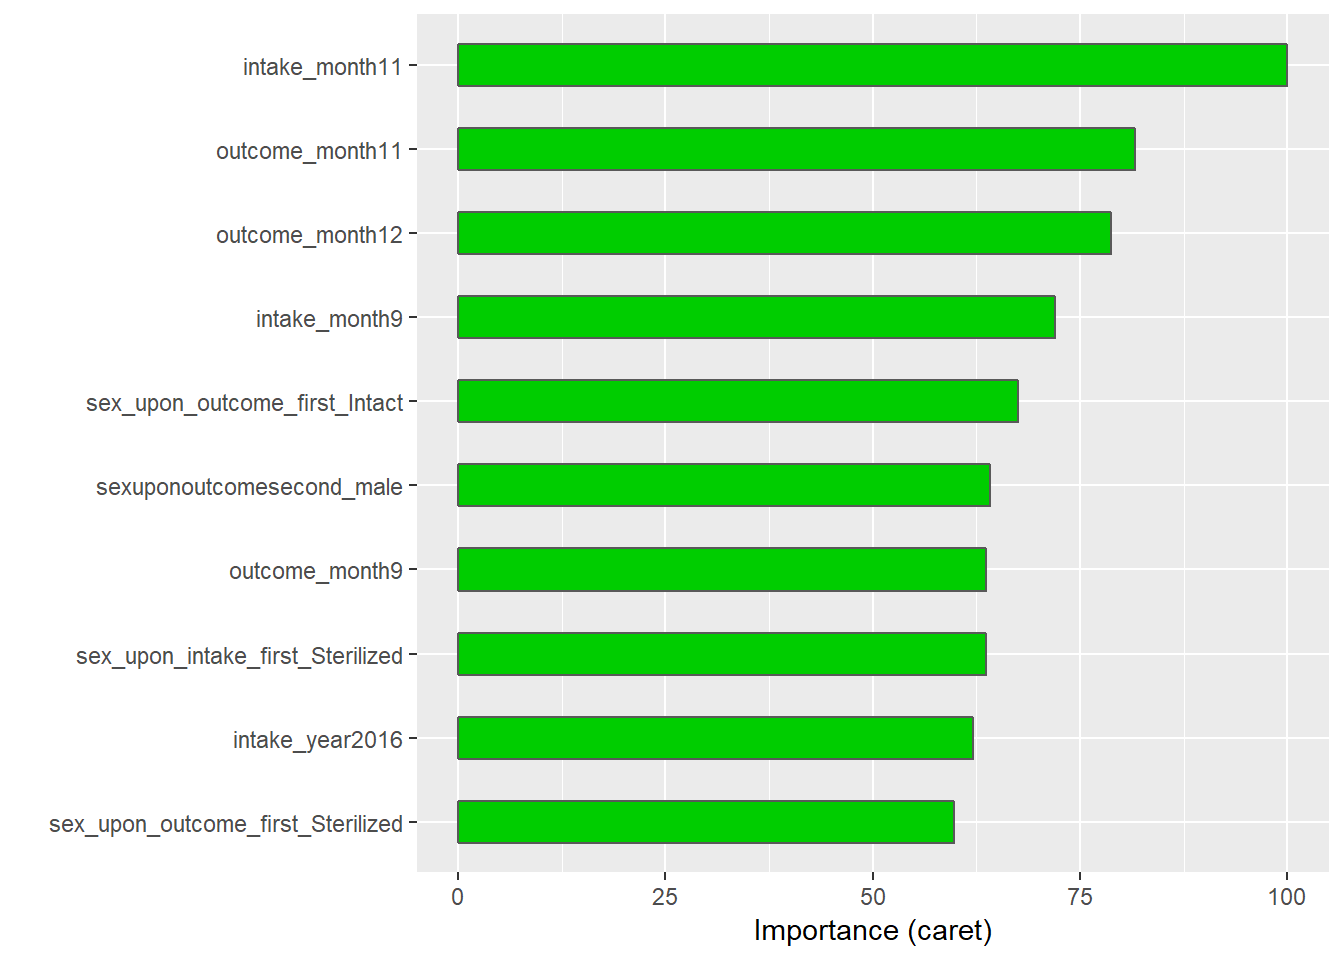 intake_month11
outcome_month11
outcome_month12
intake_month9
sex_upon_outcome_first_Intact
sexuponoutcomesecond_male
outcome_month9
sex_upon_intake_first_Sterilized
intake_year2016
sex_upon_outcome_first_Sterilized
0 25 50 75 100
Importance (caret)